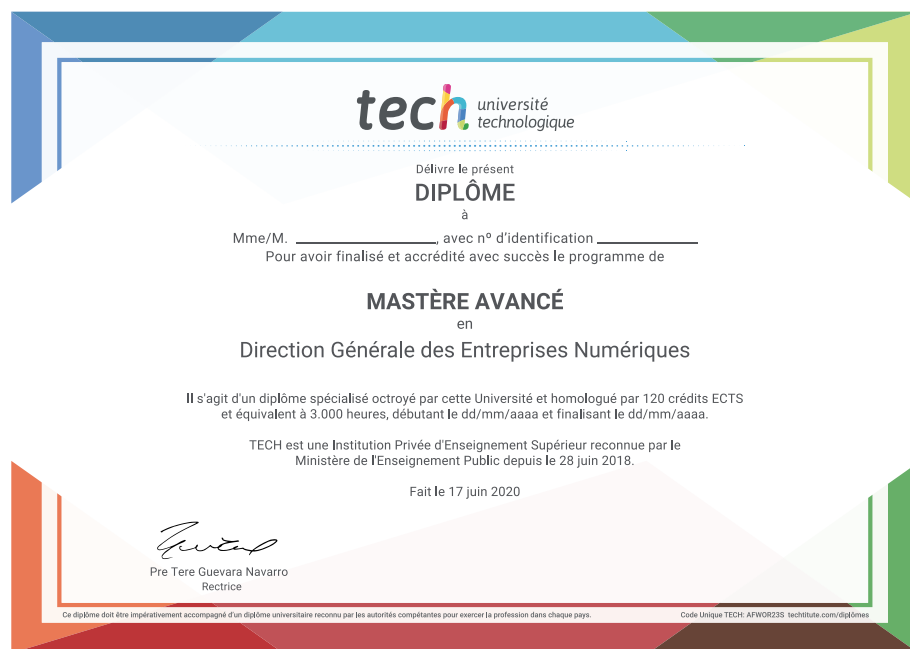 tech université
technologique
Délivre le présent
DIPLÔME
à
Mme/M. ____________, avec nº d'identification ____________
Pour avoir finalisé et accrédité avec succès le programme de
MASTÈRE AVANCÉ
en
Direction Générale des Entreprises Numériques
Il s'agit d'un diplôme spécialisé octroyé par cette Université et homologué par 120 crédits ECTS
et équivalent à 3.000 heures, débutant le dd/mm/aaaa et finalisant le dd/mm/aaaa.
TECH est une Institution Privée d'Enseignement Supérieur reconnue par le
Ministère de l'Enseignement Public depuis le 28 juin 2018.
Fait le 17 juin 2020
Pre Tere Guevara Navarro
Rectrice
Ce diplôme doit être impérativement accompagné d'un diplôme universitaire reconnu par les autorités compétentes pour exercer la profession dans chaque pays.
Code Unique TECH: AFWOR23S techtitute.com/diplômes